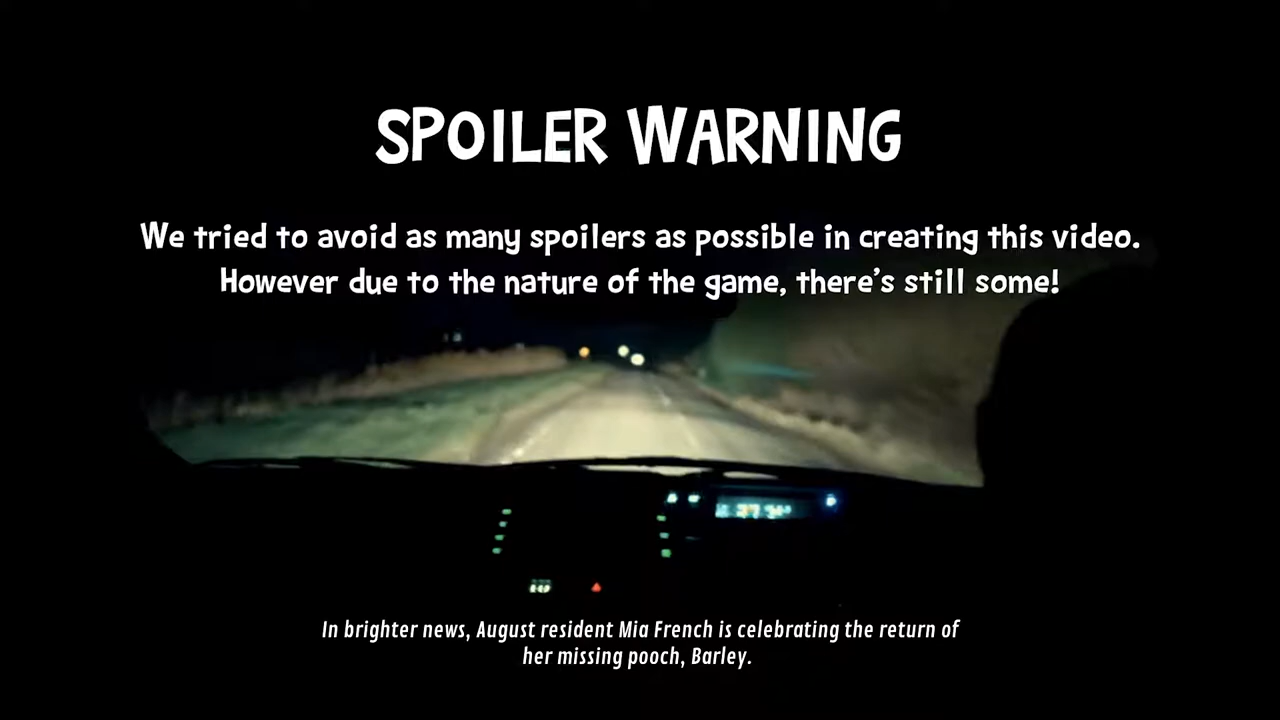 SPOILER WARNING
We tried to avoid as many spoilers as possible in creating this video.
However due to the nature of the game, there's still some!
In brighter news, August resident Mia French is celebrating the return of
her missing pooch, Barley.